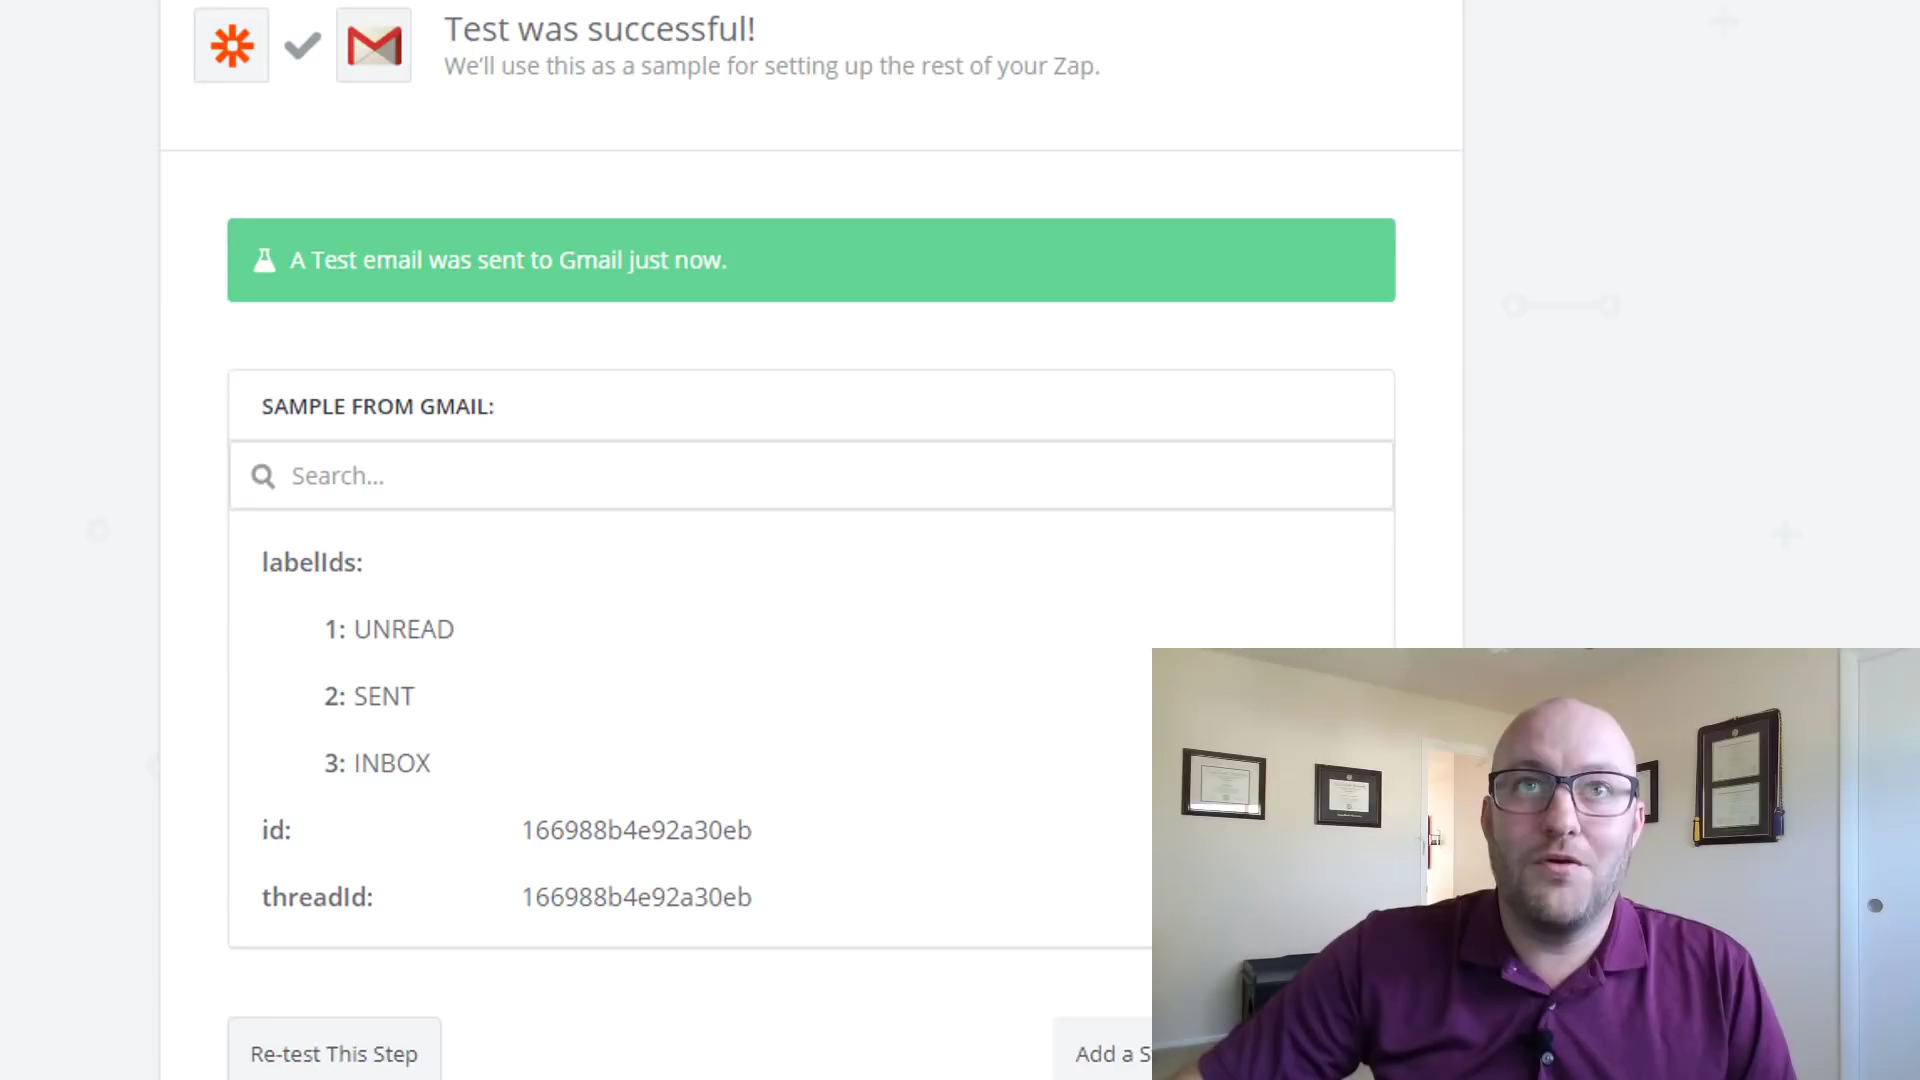 Test was successful!
We'll use this as a sample for setting up the rest of your Zap.
A Test email was sent to Gmail just now.
SAMPLE FROM GMAIL:
Search...
labelIds:
1: UNREAD
2: SENT
3: INBOX
id: 166988b4e92a30eb
threadId: 166988b4e92a30eb
Re-test This Step
Add a